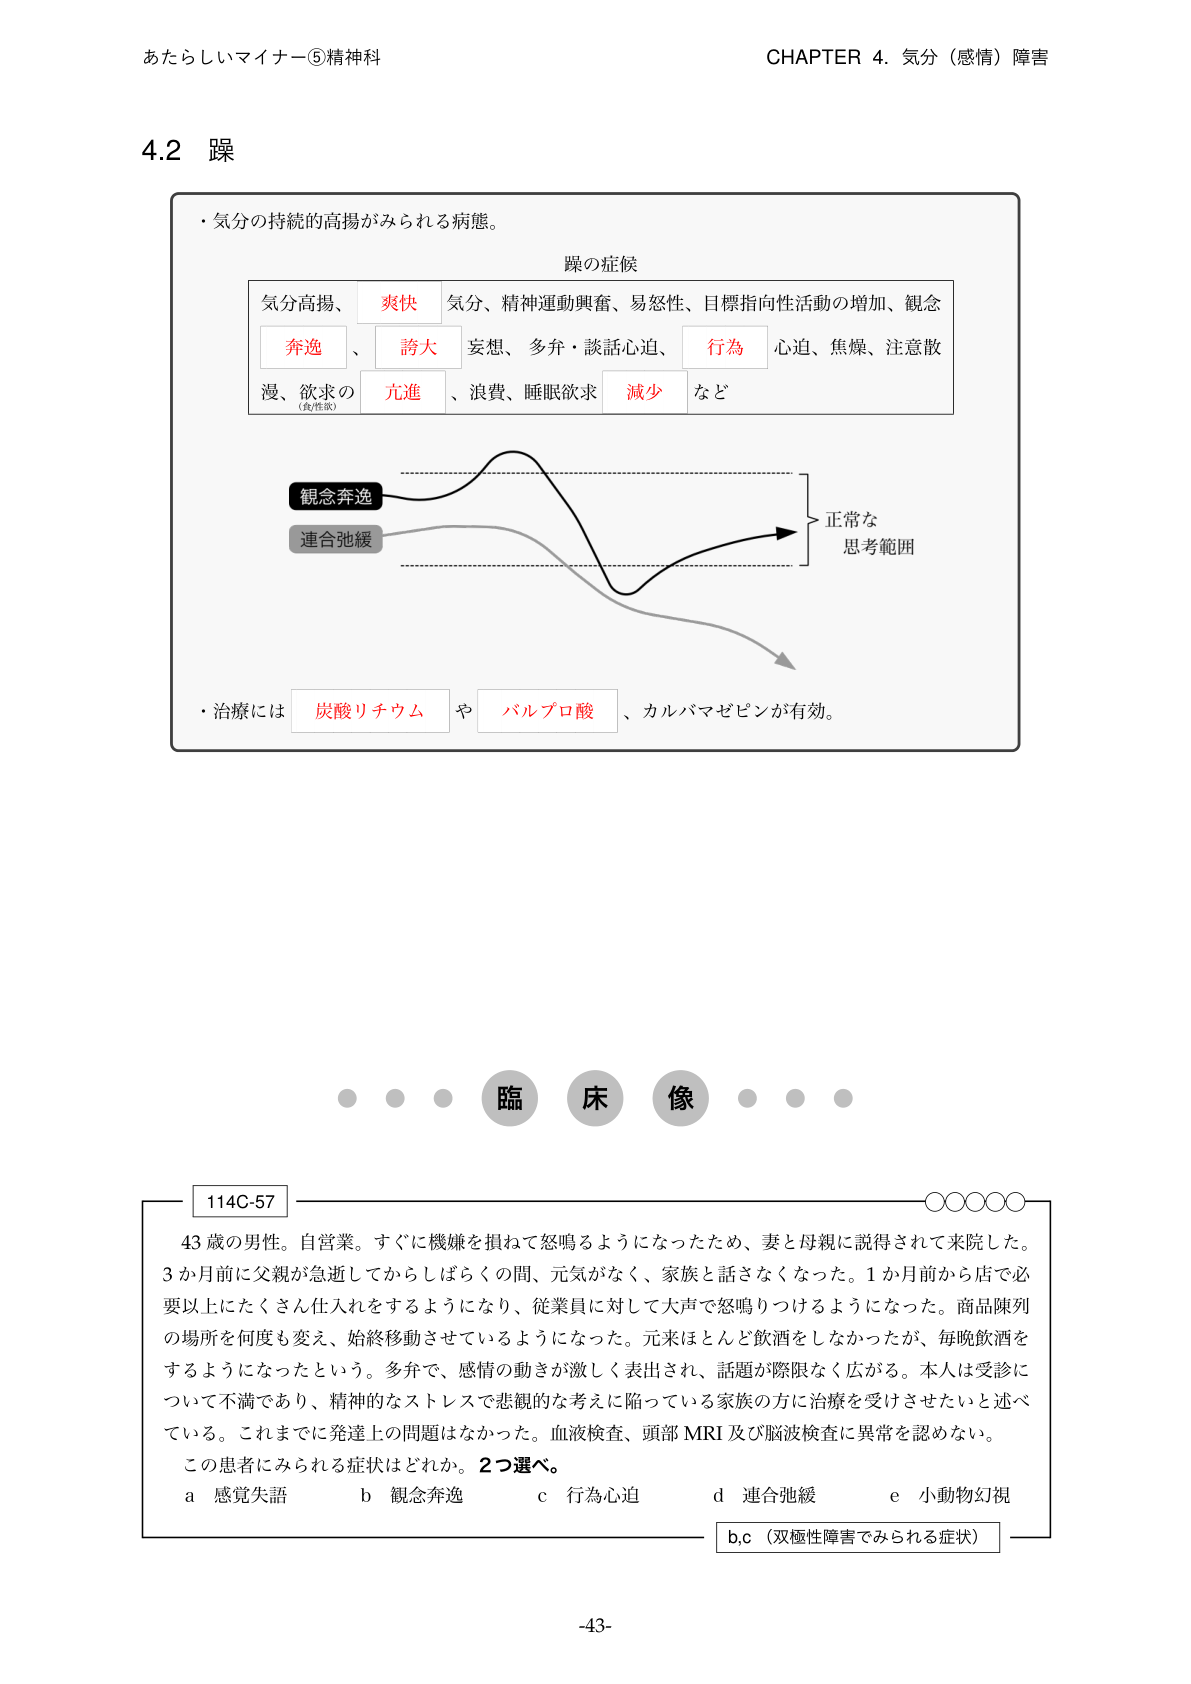 あたらしいマイナー⑤精神科
CHAPTER 4. 気分（感情）障害
4.2 躁
・気分の持続的高揚がみられる病態。
躁の症候
気分高揚、 爽快 気分、精神運動興奮、易怒性、目標指向性活動の増加、観念
奔逸 、 誇大 妄想、 多弁・談話心迫、 行為 心迫、焦燥、注意散
漫、欲求の 亢進 、浪費、睡眠欲求 減少 など
（食/性欲）
観念奔逸
連合弛緩
正常な
思考範囲
・治療には 炭酸リチウム や バルプロ酸 、カルバマゼピンが有効。
臨 床 像
114C-57
43 歳の男性。自営業。すぐに機嫌を損ねて怒鳴るようになったため、妻と母親に説得されて来院した。
3 か月前に父親が急逝してからしばらくの間、元気がなく、家族と話さなくなった。1 か月前から店で必
要以上にたくさん仕入れをするようになり、従業員に対して大声で怒鳴りつけるようになった。商品陳列
の場所を何度も変え、始終移動させているようになった。元来ほとんど飲酒をしなかったが、毎晩飲酒を
するようになったという。多弁で、感情の動きが激しく表出され、話題が際限なく広がる。本人は受診に
ついて不満であり、精神的なストレスで悲観的な考えに陥っている家族の方に治療を受けさせたいと述べ
ている。これまでに発達上の問題はなかった。血液検査、頭部 MRI 及び脳波検査に異常を認めない。
この患者にみられる症状はどれか。2つ選べ。
a 感覚失語 b 観念奔逸 c 行為心迫 d 連合弛緩 e 小動物幻視
b,c （双極性障害でみられる症状）
-43-